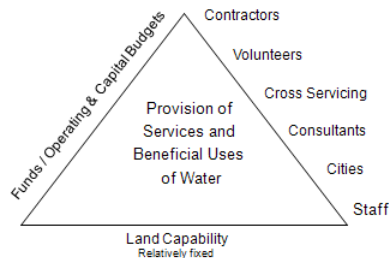 Contractors
Volunteers
Cross Servicing
Consultants
Cities
Staff
Funds / Operating & Capital Budgets
Provision of
Services and
Beneficial Uses
of Water
Land Capability
Relatively fixed